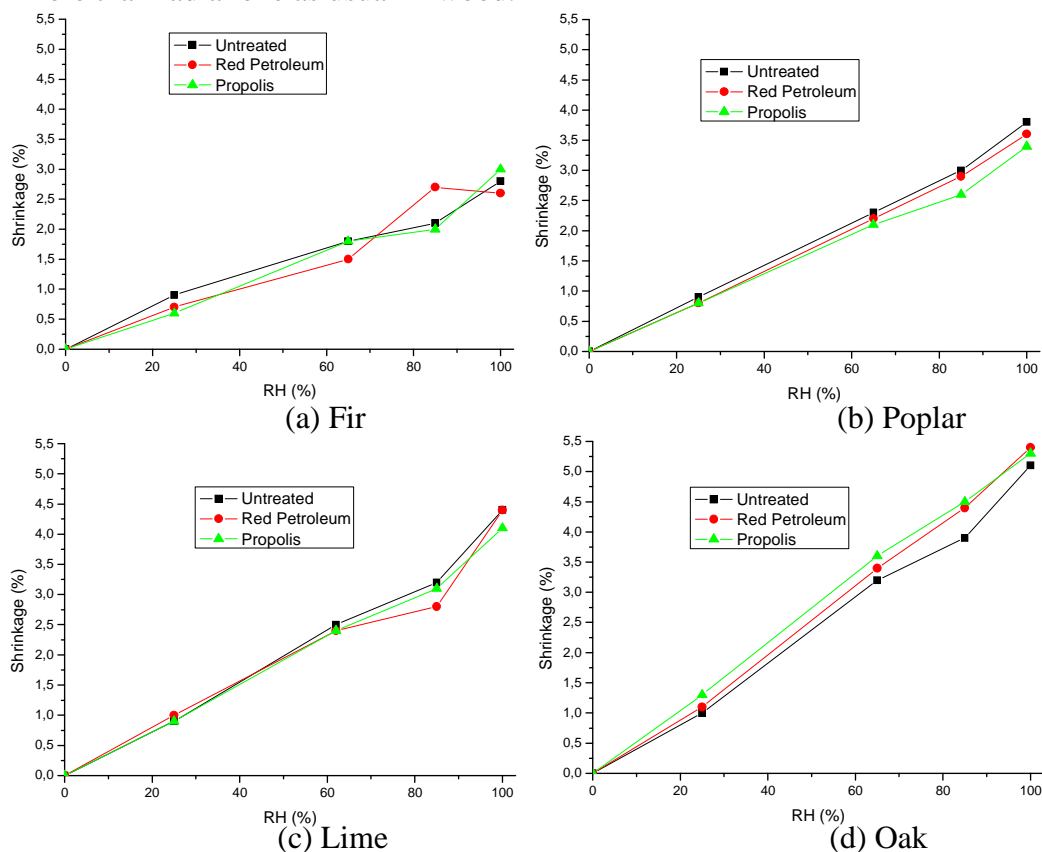 5,5
5,0
4,5
4,0
3,5
3,0
2,5
2,0
1,5
1,0
0,5
0,0
Shrinkage (%)
Untreated
Red Petroleum
Propolis
0 20 40 60 80 100
RH (%)
(a) Fir
5,5
5,0
4,5
4,0
3,5
3,0
2,5
2,0
1,5
1,0
0,5
0,0
Shrinkage (%)
Untreated
Red Petroleum
Propolis
0 20 40 60 80 100
RH (%)
(b) Poplar
5,5
5,0
4,5
4,0
3,5
3,0
2,5
2,0
1,5
1,0
0,5
0,0
Shrinkage (%)
Untreated
Red Petroleum
Propolis
0 20 40 60 80 100
RH (%)
(c) Lime
5,5
5,0
4,5
4,0
3,5
3,0
2,5
2,0
1,5
1,0
0,5
0,0
Shrinkage (%)
Untreated
Red Petroleum
Propolis
0 20 40 60 80 100
RH (%)
(d) Oak